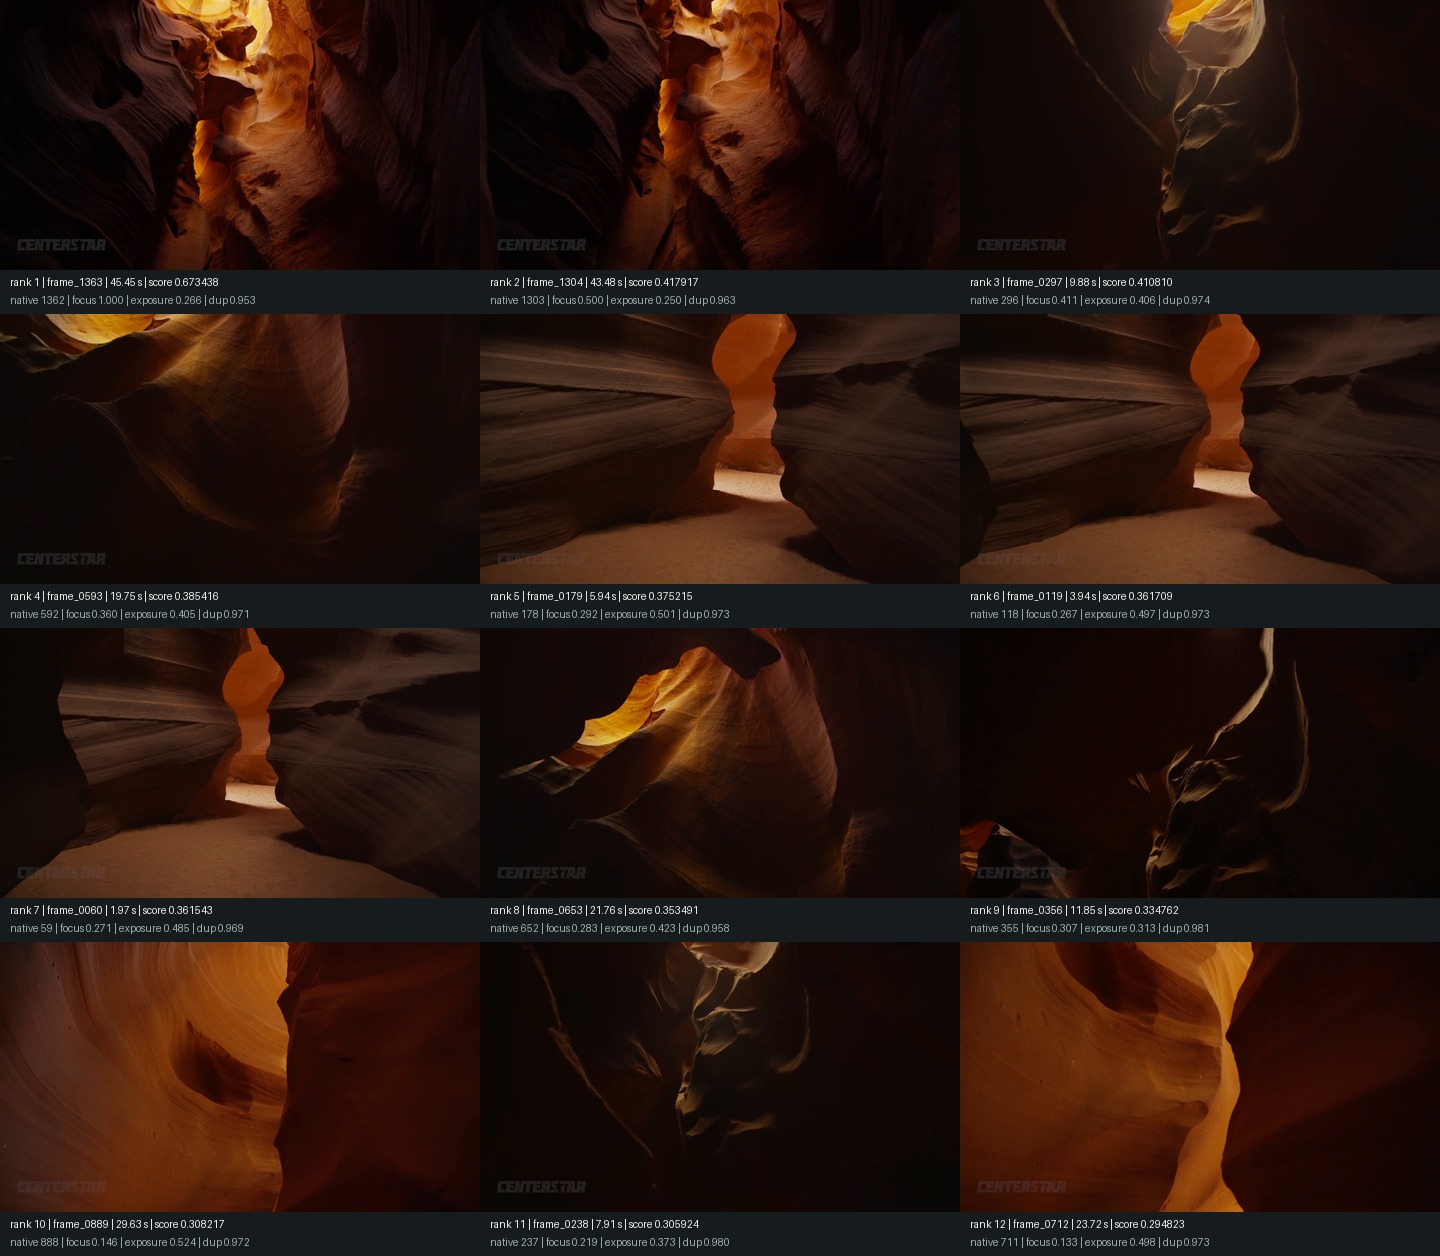 CENTERSTAR
CENTERSTAR
CENTERSTAR
rank 1 | frame_1363 | 45.45 s | score 0.673438
native 1362 | focus 1.000 | exposure 0.266 | dup 0.953
rank 2 | frame_1304 | 43.48 s | score 0.417917
native 1303 | focus 0.500 | exposure 0.250 | dup 0.963
rank 3 | frame_0297 | 9.88 s | score 0.410810
native 296 | focus 0.411 | exposure 0.406 | dup 0.974
CENTERSTAR
CENTERSTAR
CENTERSTAR
rank 4 | frame_0593 | 19.75 s | score 0.385416
native 592 | focus 0.360 | exposure 0.405 | dup 0.971
rank 5 | frame_0179 | 5.94 s | score 0.375215
native 178 | focus 0.292 | exposure 0.501 | dup 0.973
rank 6 | frame_0119 | 3.94 s | score 0.361709
native 118 | focus 0.267 | exposure 0.497 | dup 0.973
CENTERSTAR
CENTERSTAR
CENTERSTAR
rank 7 | frame_0060 | 1.97 s | score 0.361543
native 59 | focus 0.271 | exposure 0.485 | dup 0.969
rank 8 | frame_0653 | 21.76 s | score 0.353491
native 652 | focus 0.283 | exposure 0.423 | dup 0.958
rank 9 | frame_0356 | 11.85 s | score 0.334762
native 355 | focus 0.307 | exposure 0.313 | dup 0.981
CENTERSTAR
CENTERSTAR
CENTERSTAR
rank 10 | frame_0889 | 29.63 s | score 0.308217
native 888 | focus 0.146 | exposure 0.524 | dup 0.972
rank 11 | frame_0238 | 7.91 s | score 0.305924
native 237 | focus 0.219 | exposure 0.373 | dup 0.980
rank 12 | frame_0712 | 23.72 s | score 0.294823
native 711 | focus 0.133 | exposure 0.498 | dup 0.973